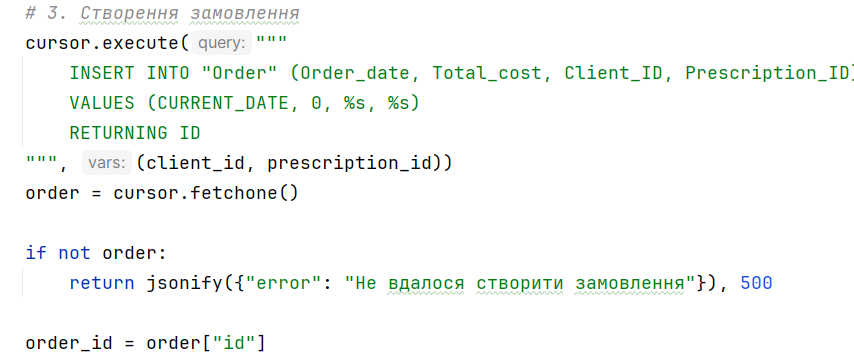 # 3. Створення замовлення
cursor.execute( query: """
    INSERT INTO "Order" (Order_date, Total_cost, Client_ID, Prescription_ID)
    VALUES (CURRENT_DATE, 0, %s, %s)
    RETURNING ID
""", vars: (client_id, prescription_id))
order = cursor.fetchone()

if not order:
    return jsonify({"error": "Не вдалося створити замовлення"}), 500

order_id = order["id"]